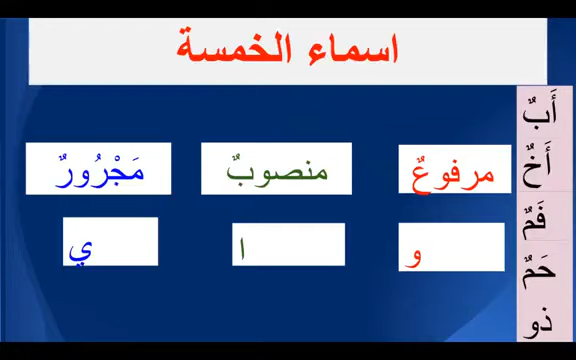 اسماء الخمسة
أَبٌ
أَخٌ
فَمٌ
حَمٌ
ذو
مرفوعٌ منصوبٌ مَجْرُورٌ
و ا ي